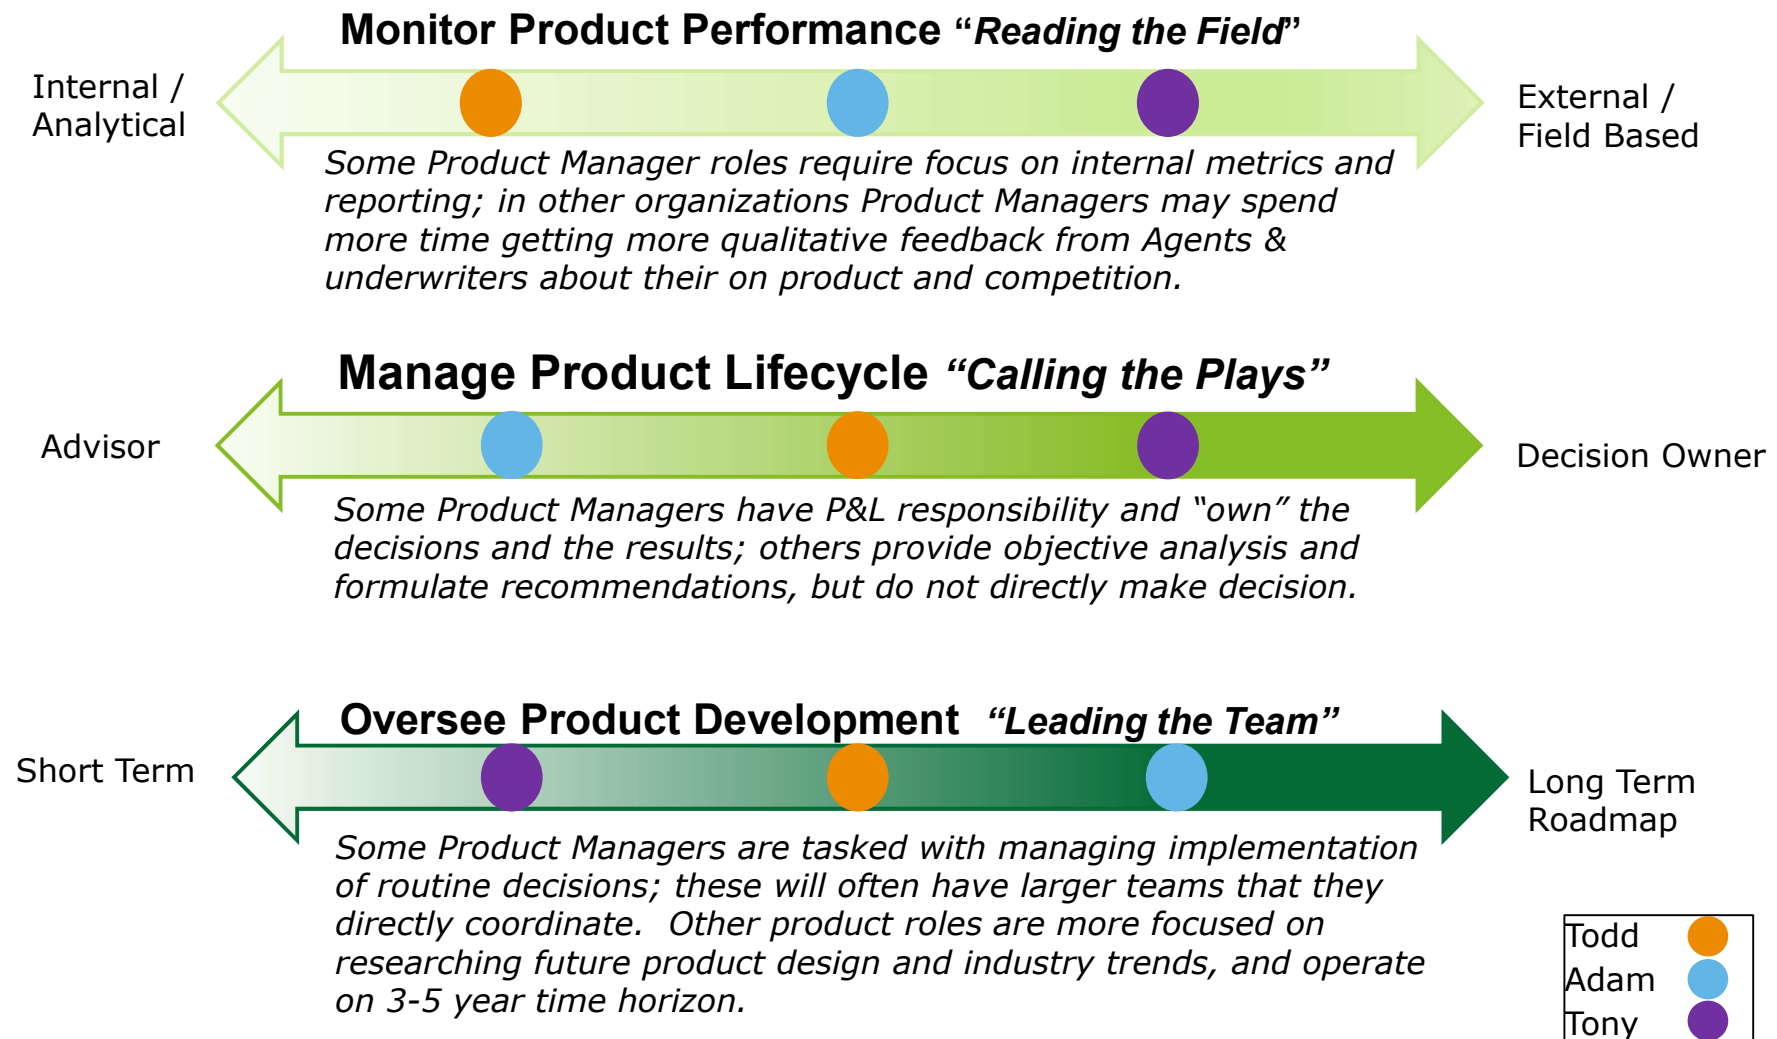 Monitor Product Performance “Reading the Field”
Internal /
Analytical
External /
Field Based
Some Product Manager roles require focus on internal metrics and
reporting; in other organizations Product Managers may spend
more time getting more qualitative feedback from Agents &
underwriters about their on product and competition.
Manage Product Lifecycle “Calling the Plays”
Advisor
Decision Owner
Some Product Managers have P&L responsibility and “own” the
decisions and the results; others provide objective analysis and
formulate recommendations, but do not directly make decision.
Oversee Product Development “Leading the Team”
Short Term
Long Term
Roadmap
Some Product Managers are tasked with managing implementation
of routine decisions; these will often have larger teams that they
directly coordinate.  Other product roles are more focused on
researching future product design and industry trends, and operate
on 3-5 year time horizon.
Todd
Adam
Tony